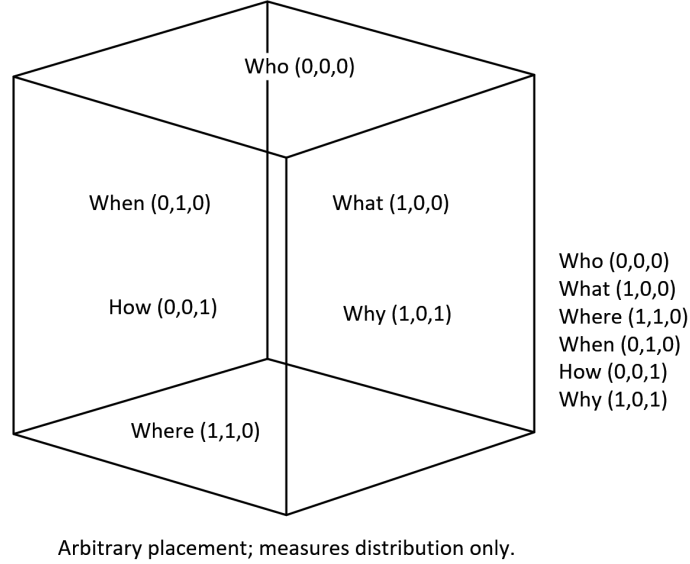 Who (0,0,0)
When (0,1,0)
What (1,0,0)
How (0,0,1)
Why (1,0,1)
Where (1,1,0)
Who (0,0,0)
What (1,0,0)
Where (1,1,0)
When (0,1,0)
How (0,0,1)
Why (1,0,1)
Arbitrary placement; measures distribution only.